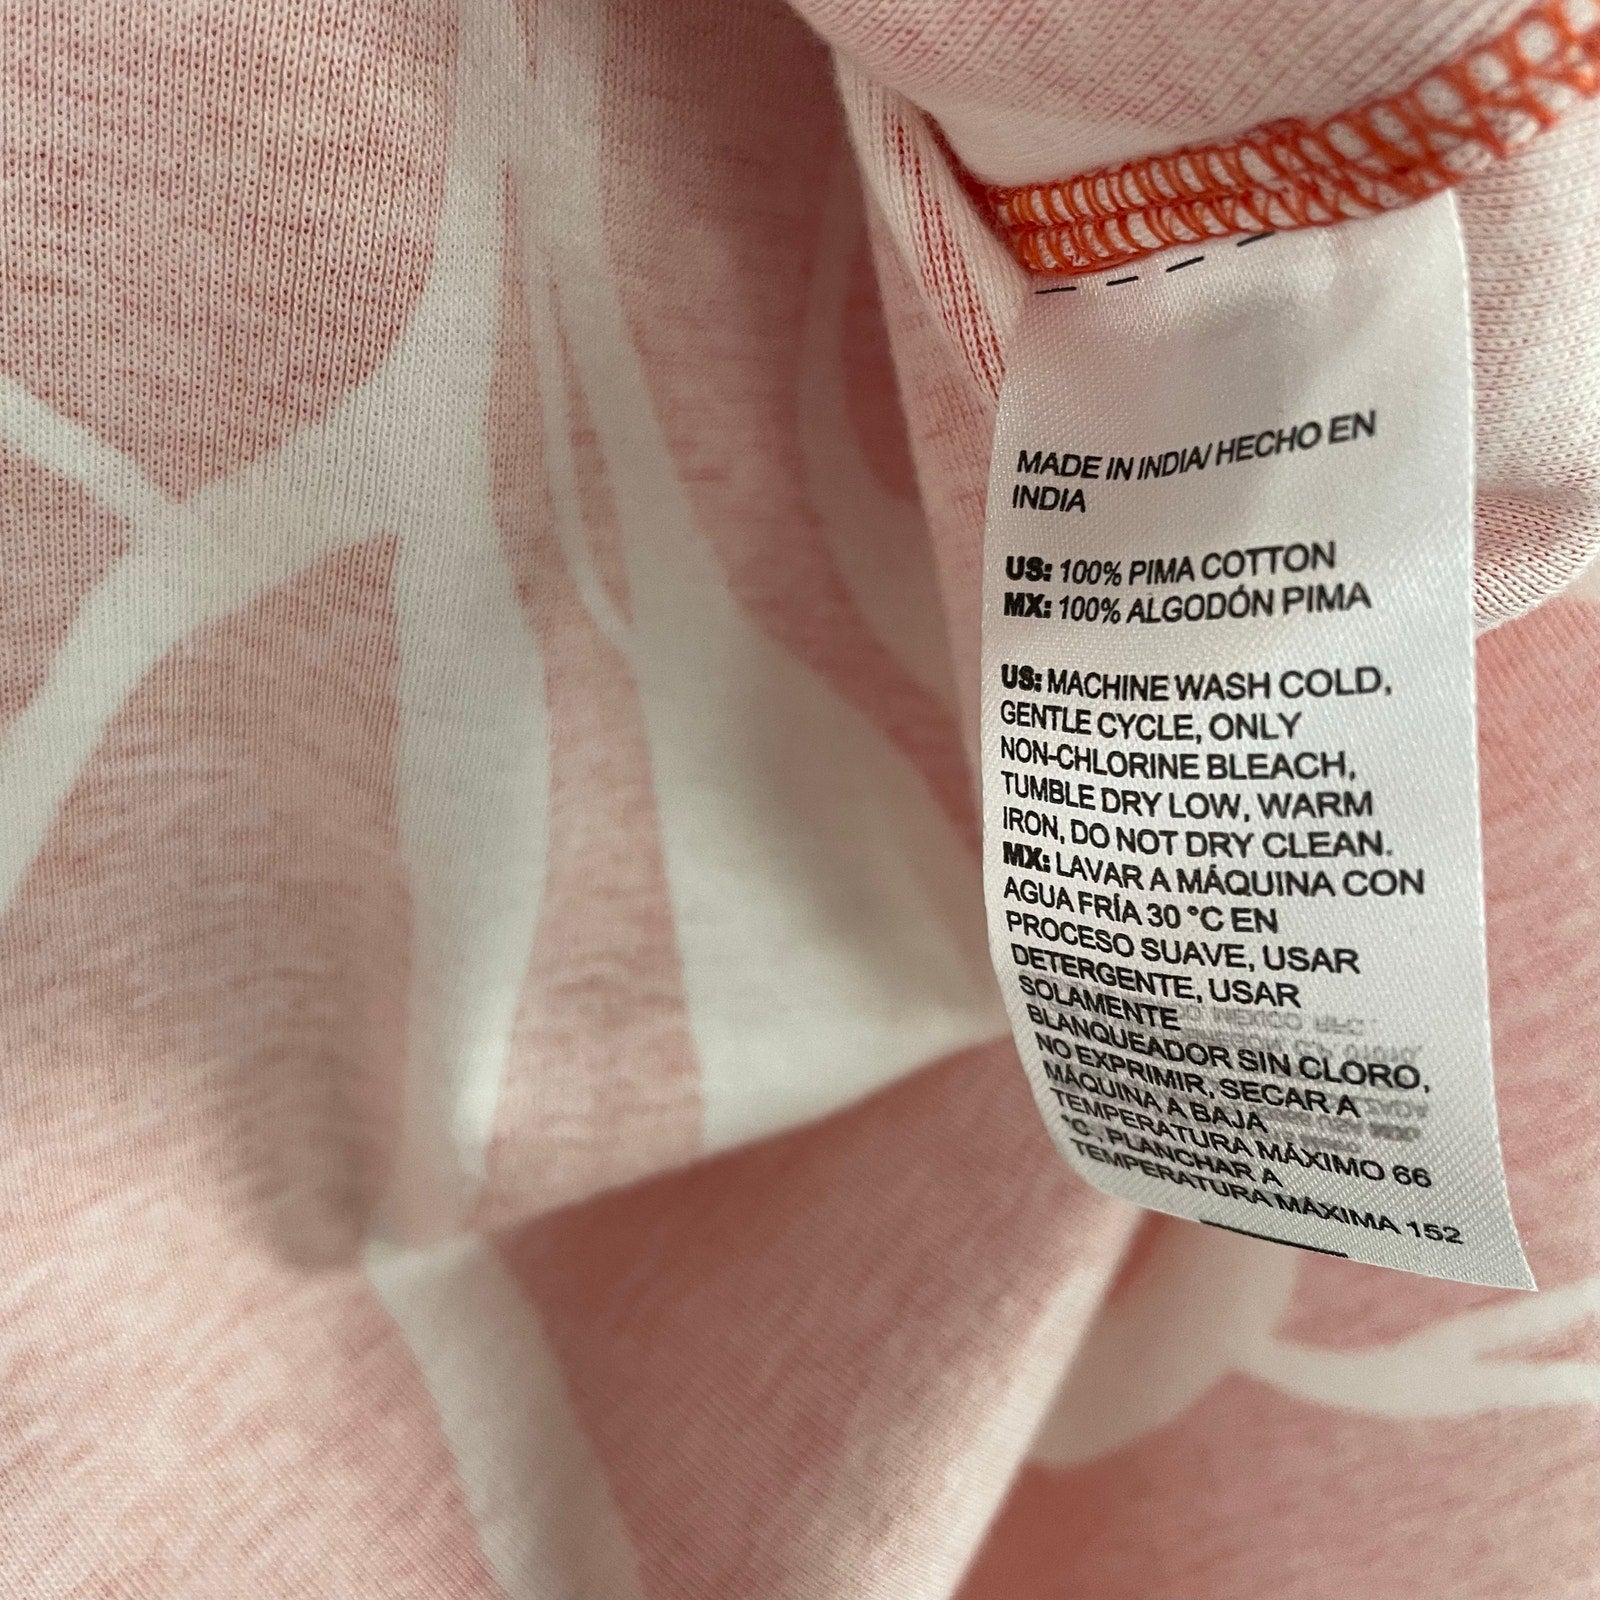 MADE IN INDIA/ HECHO EN
INDIA
US: 100% PIMA COTTON
MX: 100% ALGODÓN PIMA
US: MACHINE WASH COLD,
GENTLE CYCLE, ONLY
NON-CHLORINE BLEACH,
TUMBLE DRY LOW, WARM
IRON, DO NOT DRY CLEAN.
MX: LAVAR A MÁQUINA CON
AGUA FRÍA 30 °C EN
PROCESO SUAVE, USAR
DETERGENTE, USAR
SOLAMENTE
BLANQUEADOR SIN CLORO,
NO EXPRIMIR, SECAR A
MÁQUINA A BAJA
TEMPERATURA MÁXIMO 66
°C , PLANCHAR A
TEMPERATURA MÁXIMA 152